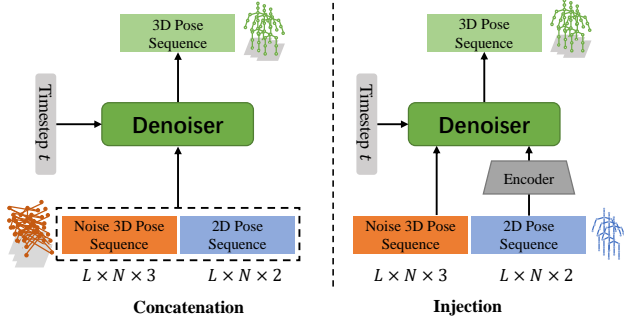 3D Pose
Sequence
Timestep t
Denoiser
Noise 3D Pose
Sequence
2D Pose
Sequence
L × N × 3
L × N × 2
Concatenation
3D Pose
Sequence
Timestep t
Denoiser
Encoder
Noise 3D Pose
Sequence
2D Pose
Sequence
L × N × 3
L × N × 2
Injection